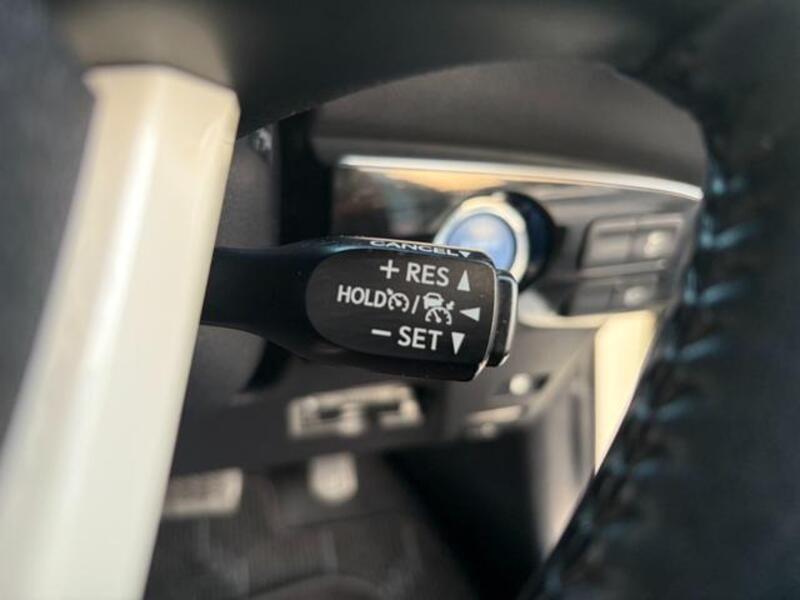 CANCEL▼
+ RES ▲
HOLD / ◀
− SET ▼